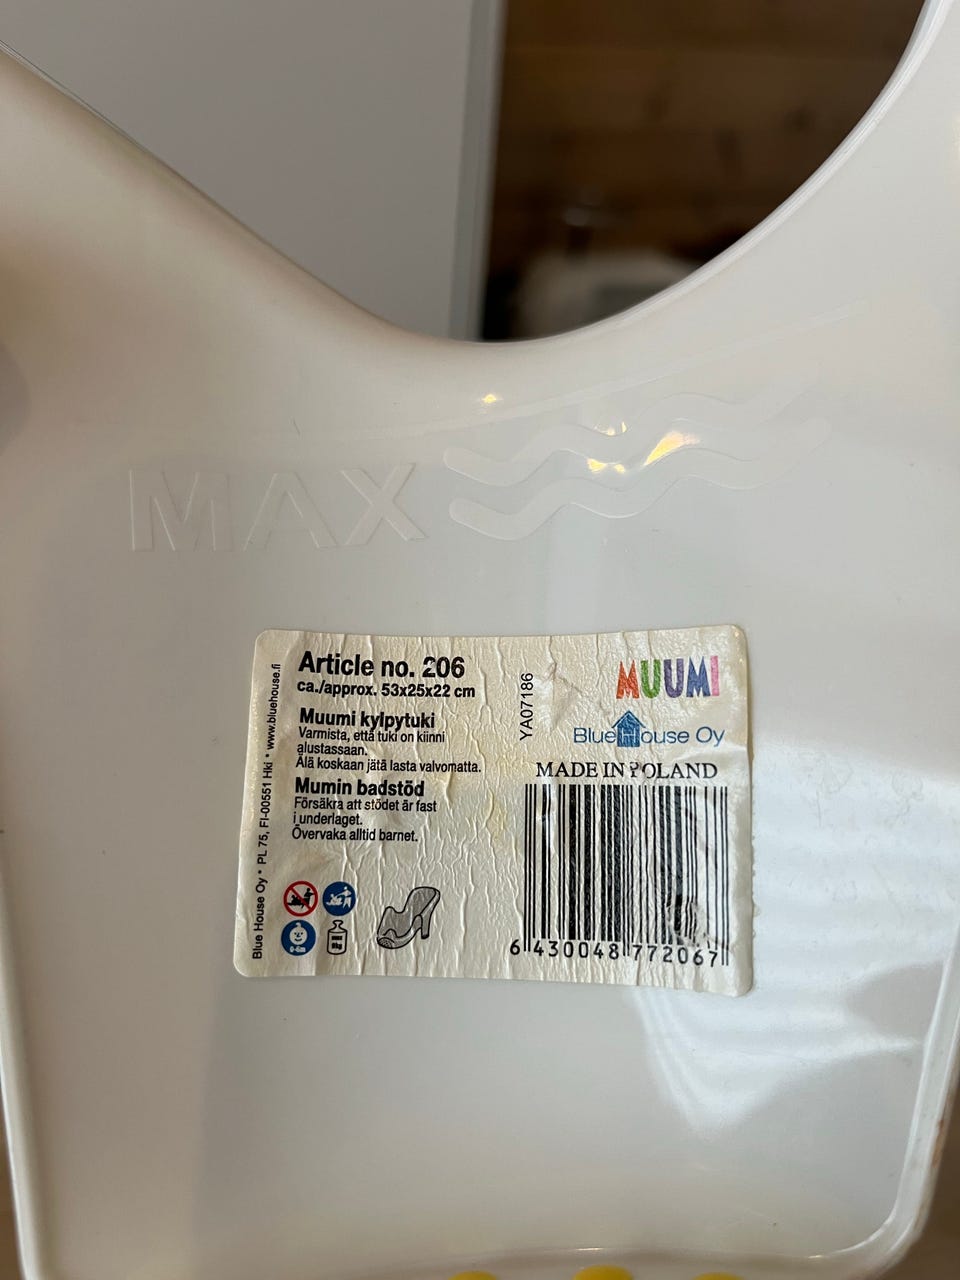 MAX
Article no. 206
ca./approx. 53x25x22 cm
Muumi kylpytuki
Varmista, että tuki on kiinni
alustassaan.
Älä koskaan jätä lasta valvomatta.
Mumin badstöd
Försäkra att stödet är fast
i underlaget.
Övervaka alltid barnet.
0-6m
Blue House Oy * PL 75, FI-00551 Hki * www.bluehouse.fi
YA07186
MUUMI
Blue House Oy
MADE IN POLAND
6 430048 772067